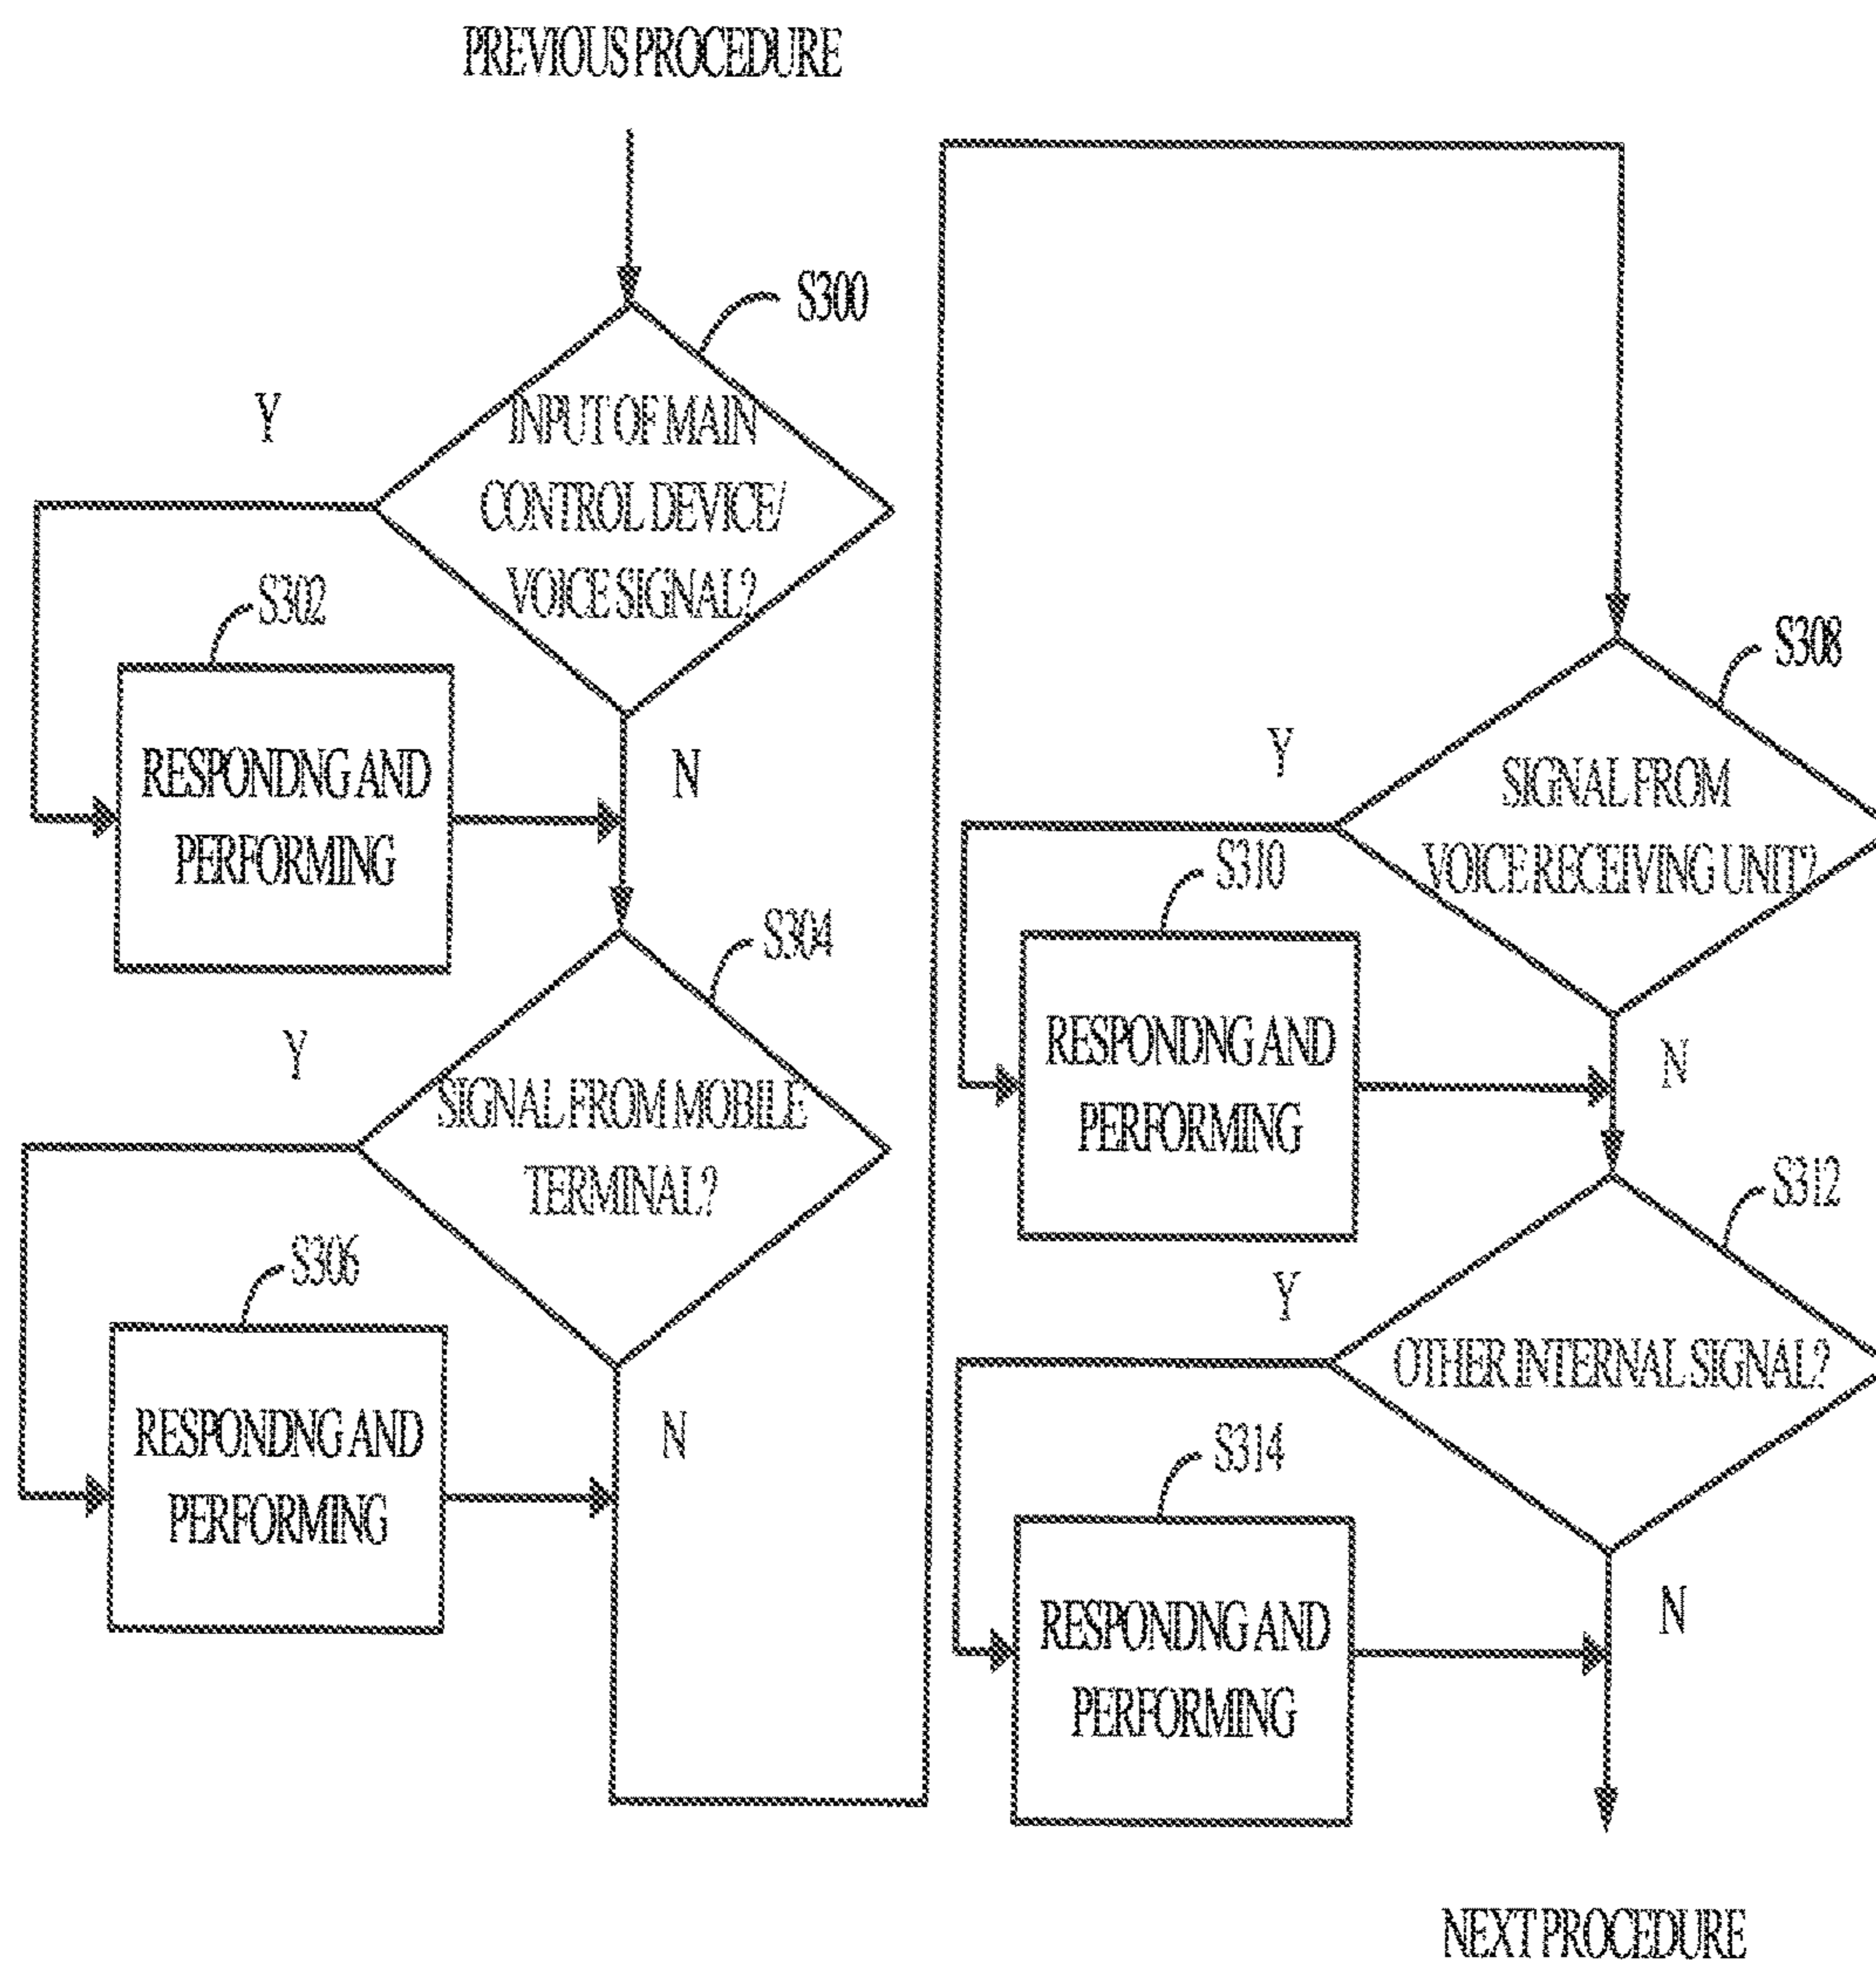 PREVIOUS PROCEDURE
S300
Y
INPUT OF MAIN
CONTROL DEVICE/
VOICE SIGNAL?
S302
N
RESPONDNG AND
PERFORMING
S304
Y
SIGNAL FROM MOBILE
TERMINAL?
S306
N
RESPONDNG AND
PERFORMING
S308
Y
SIGNAL FROM
VOICE RECEIVING UNIT?
S310
N
RESPONDNG AND
PERFORMING
S312
Y
OTHER INTERNAL SIGNAL?
S314
N
RESPONDNG AND
PERFORMING
NEXT PROCEDURE